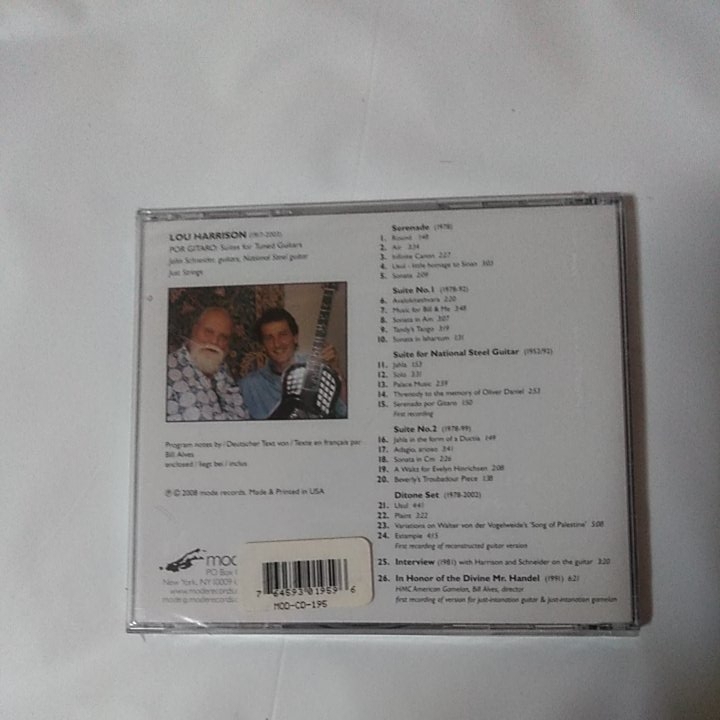 LOU HARRISON (1917-2003)
POR GITARO: Suites for Tuned Guitars
John Schneider, guitars, National Steel guitar
Just Strings
Program notes by / Deutscher Text von / Texte en français par
Bill Alves
enclosed / liegt bei / inclus
℗ © 2008 mode records. Made & Printed in USA
mode
PO Box
New York, NY 10009
www.moderecords.co
moderec
7 64593 01959 6
MOD-CD-195
Serenade (1978)
1. Round 1:48
2. Air 3:34
3. Infinite Canon 2:27
4. Usul - little homage to Sinan 3:03
5. Sonata 2:09
Suite No.1 (1978-92)
6. Avalokiteshvara 2:20
7. Music for Bill & Me 3:48
8. Sonata in Am 3:07
9. Tandy's Tango 3:19
10. Sonata in Ishartum 1:31
Suite for National Steel Guitar (1952/92)
11. Jahla 1:53
12. Solo 3:31
13. Palace Music 2:59
14. Threnody to the memory of Oliver Daniel 2:53
15. Serenado por Gitaro 1:50
First recording
Suite No.2 (1978-99)
16. Jahla in the form of a Ductia 1:49
17. Adagio, arioso 3:41
18. Sonata in Cm 2:26
19. A Waltz for Evelyn Hinrichsen 2:08
20. Beverly's Troubadour Piece 1:38
Ditone Set (1978-2002)
21. Usul 4:41
22. Plaint 3:22
23. Variations on Walter von der Vogelweide's 'Song of Palestine' 5:08
24. Estampie 4:15
First recording of reconstructed guitar version
25. Interview (1981) with Harrison and Schneider on the guitar 3:20
26. In Honor of the Divine Mr. Handel (1991) 6:21
HMC American Gamelan, Bill Alves, director
first recording of version for just-intonation guitar & just-intonation gamelan